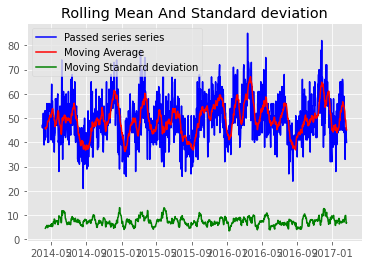 Rolling Mean And Standard deviation
Passed series series
Moving Average
Moving Standard deviation
80
70
60
50
40
30
20
10
0
2014-05 2014-09 2015-01 2015-05 2015-09 2016-01 2016-05 2016-09 2017-01